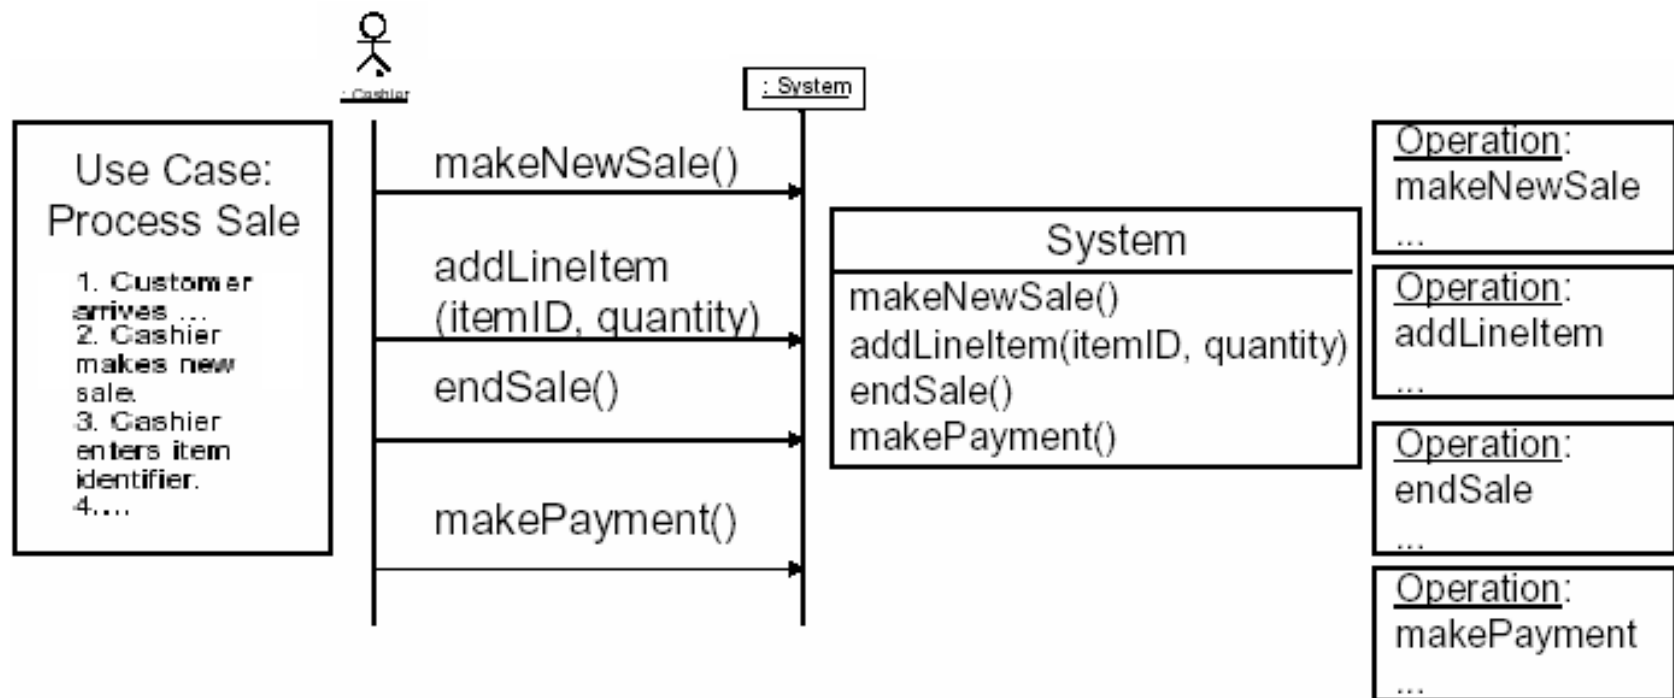 : Cashier
: System
Use Case:
Process Sale
1. Customer
arrives ...
2. Cashier
makes new
sale.
3. Cashier
enters item
identifier.
4....
makeNewSale()
addLineItem
(itemID, quantity)
endSale()
makePayment()
System
makeNewSale()
addLineItem(itemID, quantity)
endSale()
makePayment()
Operation:
makeNewSale
...
Operation:
addLineItem
...
Operation:
endSale
...
Operation:
makePayment
...